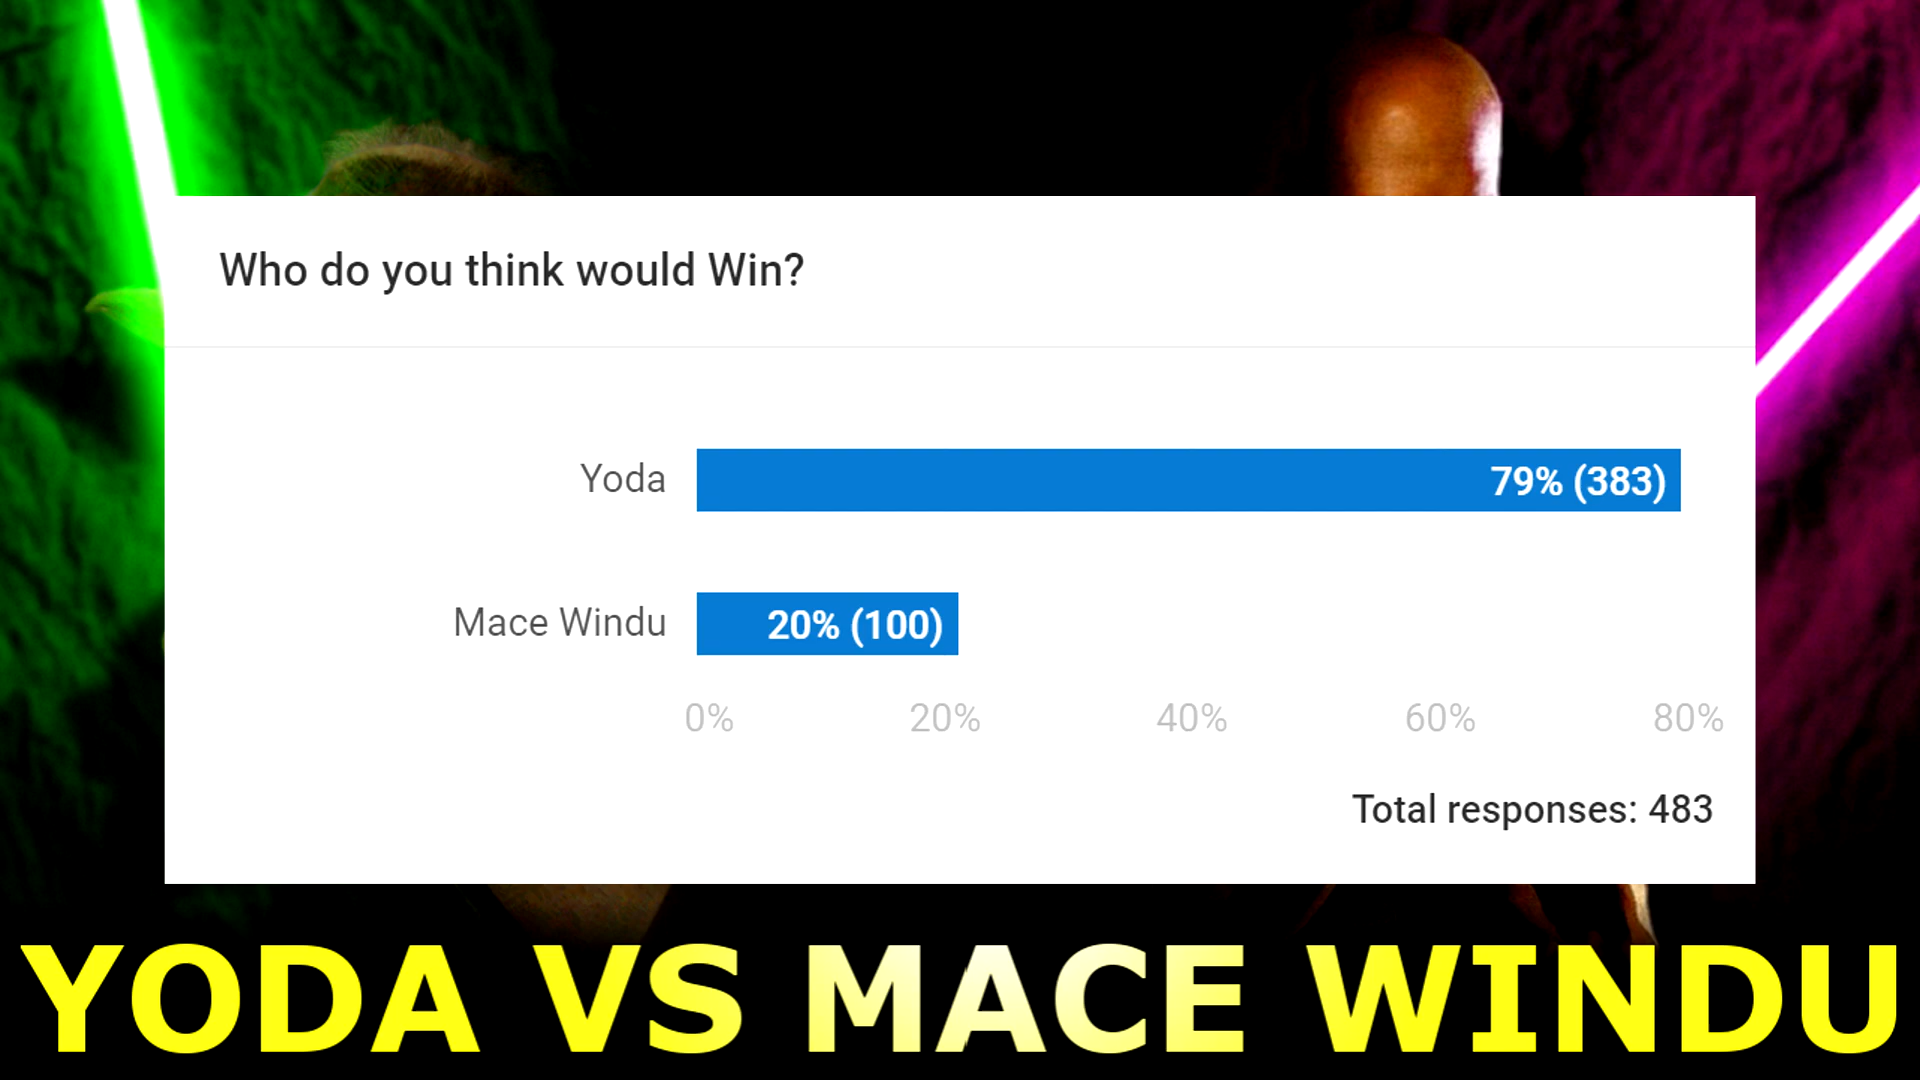 Who do you think would Win?
Yoda 79% (383)
Mace Windu 20% (100)
0% 20% 40% 60% 80%
Total responses: 483
YODA VS MACE WINDU